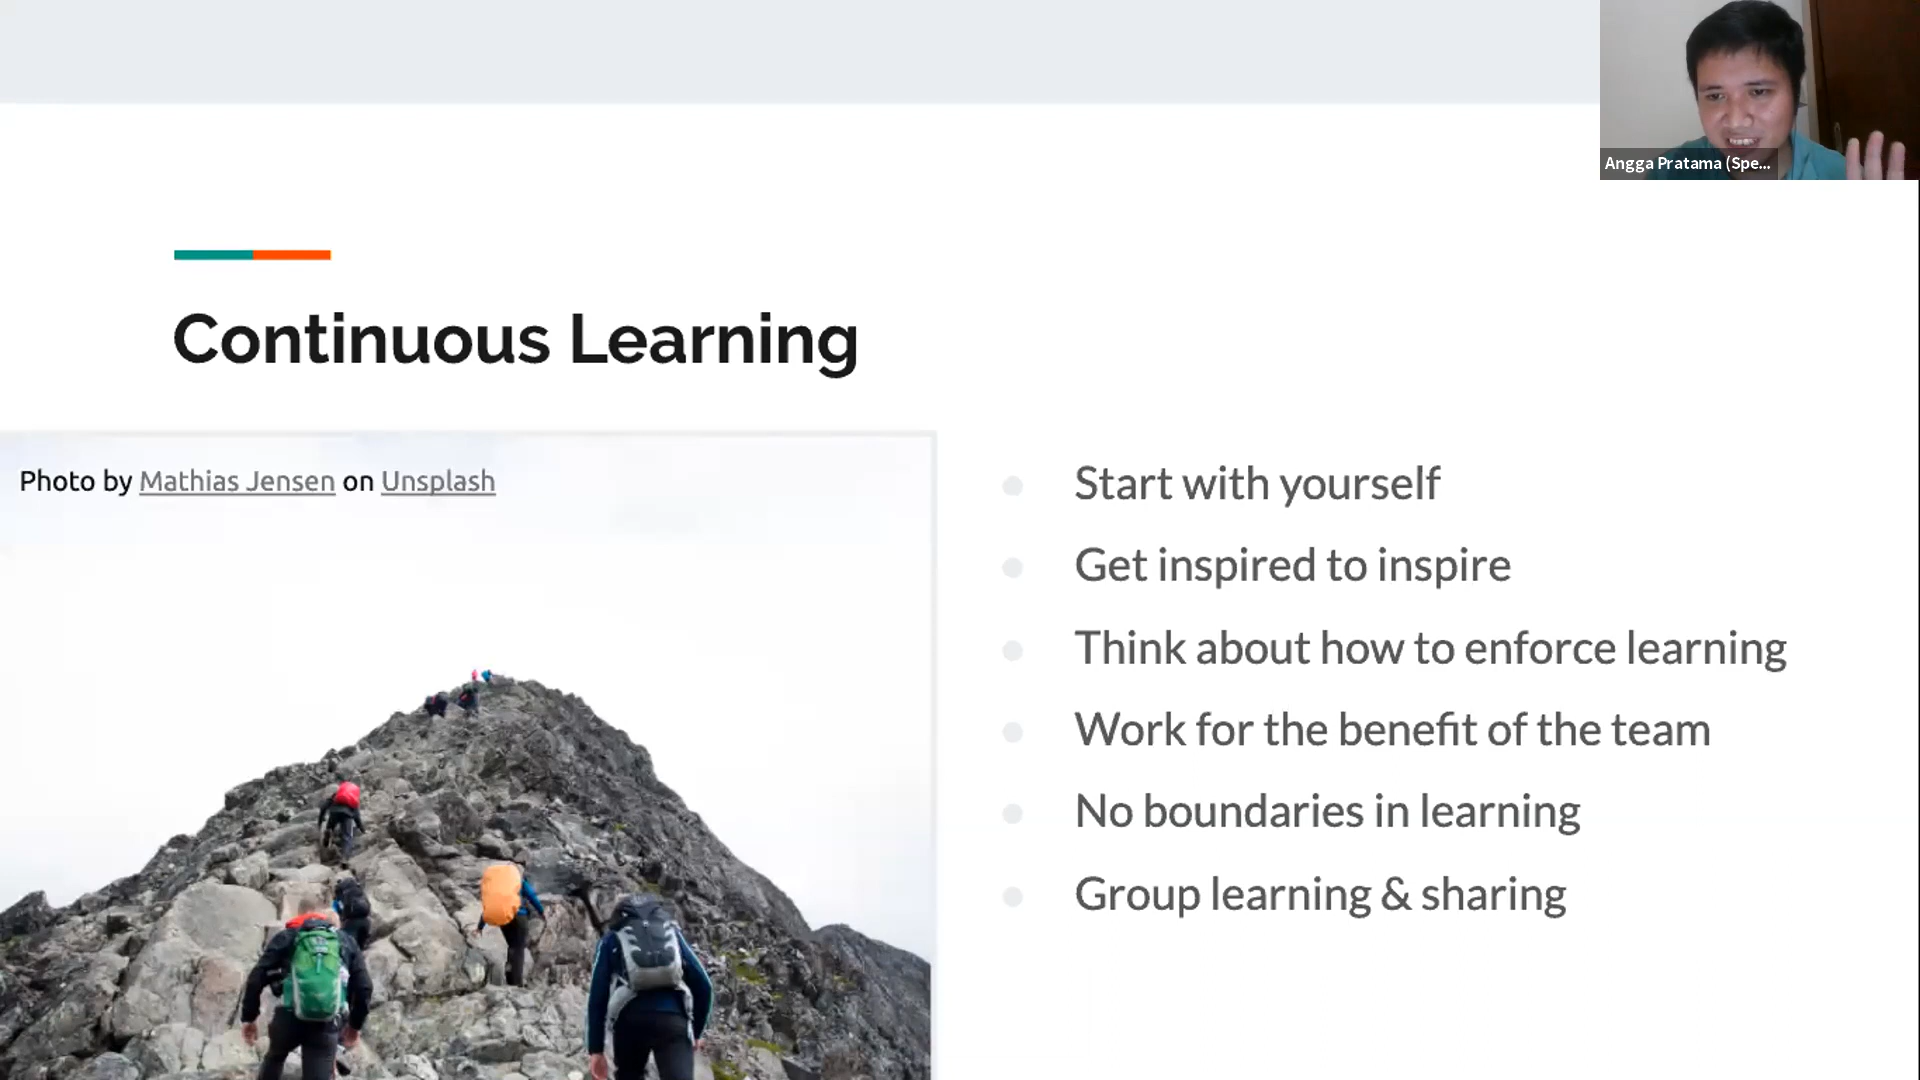 Angga Pratama (Spe...
Continuous Learning
Photo by Mathias Jensen on Unsplash
Start with yourself
Get inspired to inspire
Think about how to enforce learning
Work for the benefit of the team
No boundaries in learning
Group learning & sharing